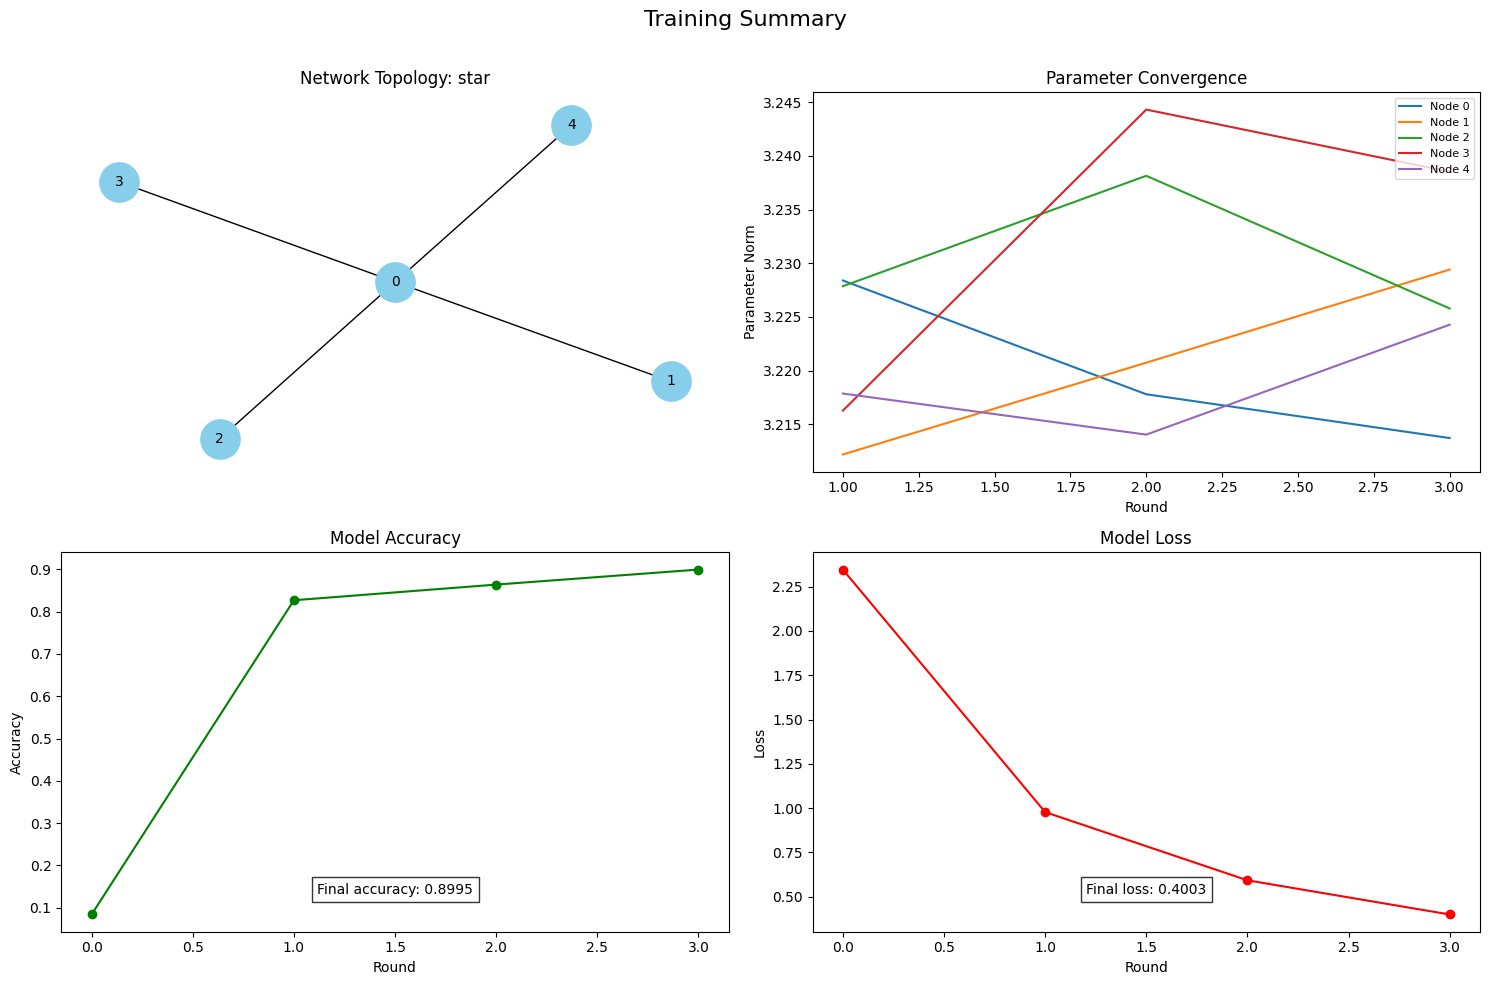 Training Summary
Network Topology: star
4
3
0
1
2
Parameter Convergence
Parameter Norm
3.245
3.240
3.235
3.230
3.225
3.220
3.215
Node 0
Node 1
Node 2
Node 3
Node 4
1.00 1.25 1.50 1.75 2.00 2.25 2.50 2.75 3.00
Round
Model Accuracy
Accuracy
0.9
0.8
0.7
0.6
0.5
0.4
0.3
0.2
0.1
Final accuracy: 0.8995
0.0 0.5 1.0 1.5 2.0 2.5 3.0
Round
Model Loss
Loss
2.25
2.00
1.75
1.50
1.25
1.00
0.75
0.50
Final loss: 0.4003
0.0 0.5 1.0 1.5 2.0 2.5 3.0
Round